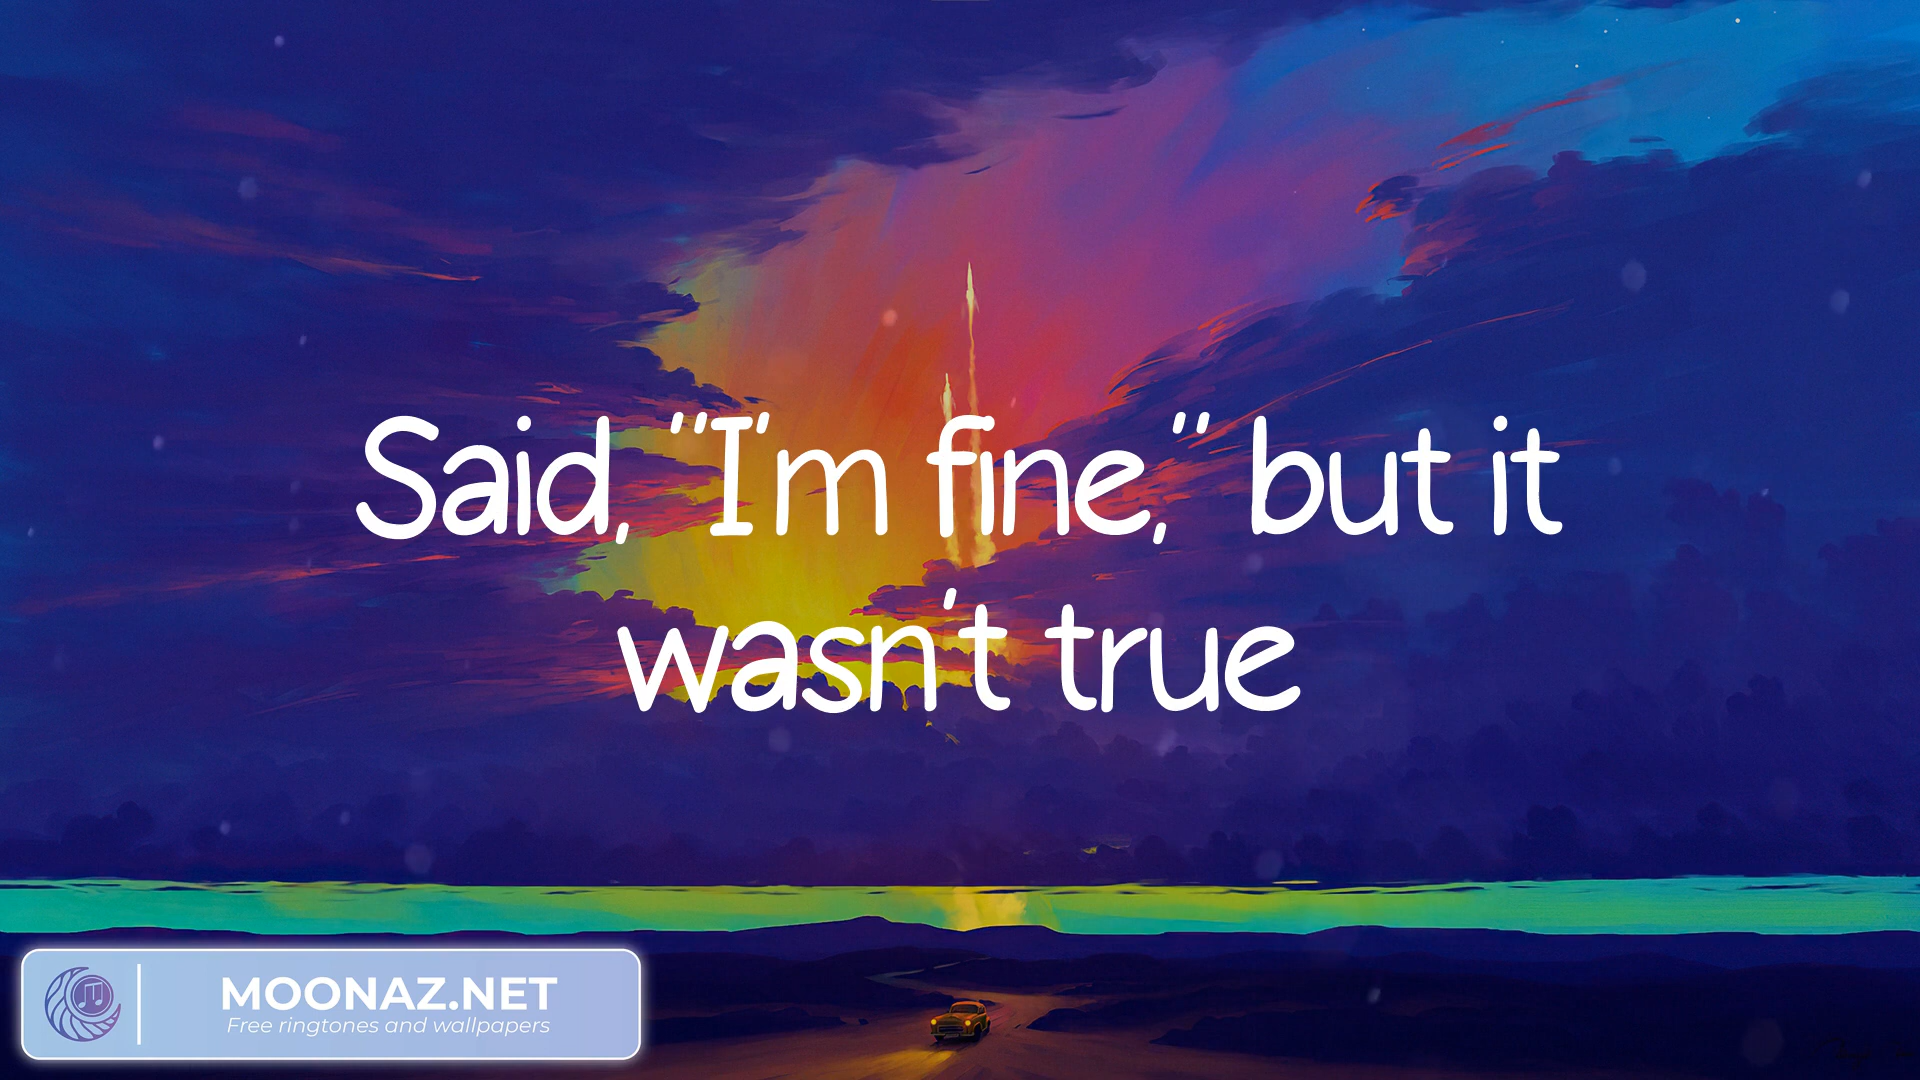 Said, "I'm fine," but it
wasn't true
MOONAZ.NET
Free ringtones and wallpapers